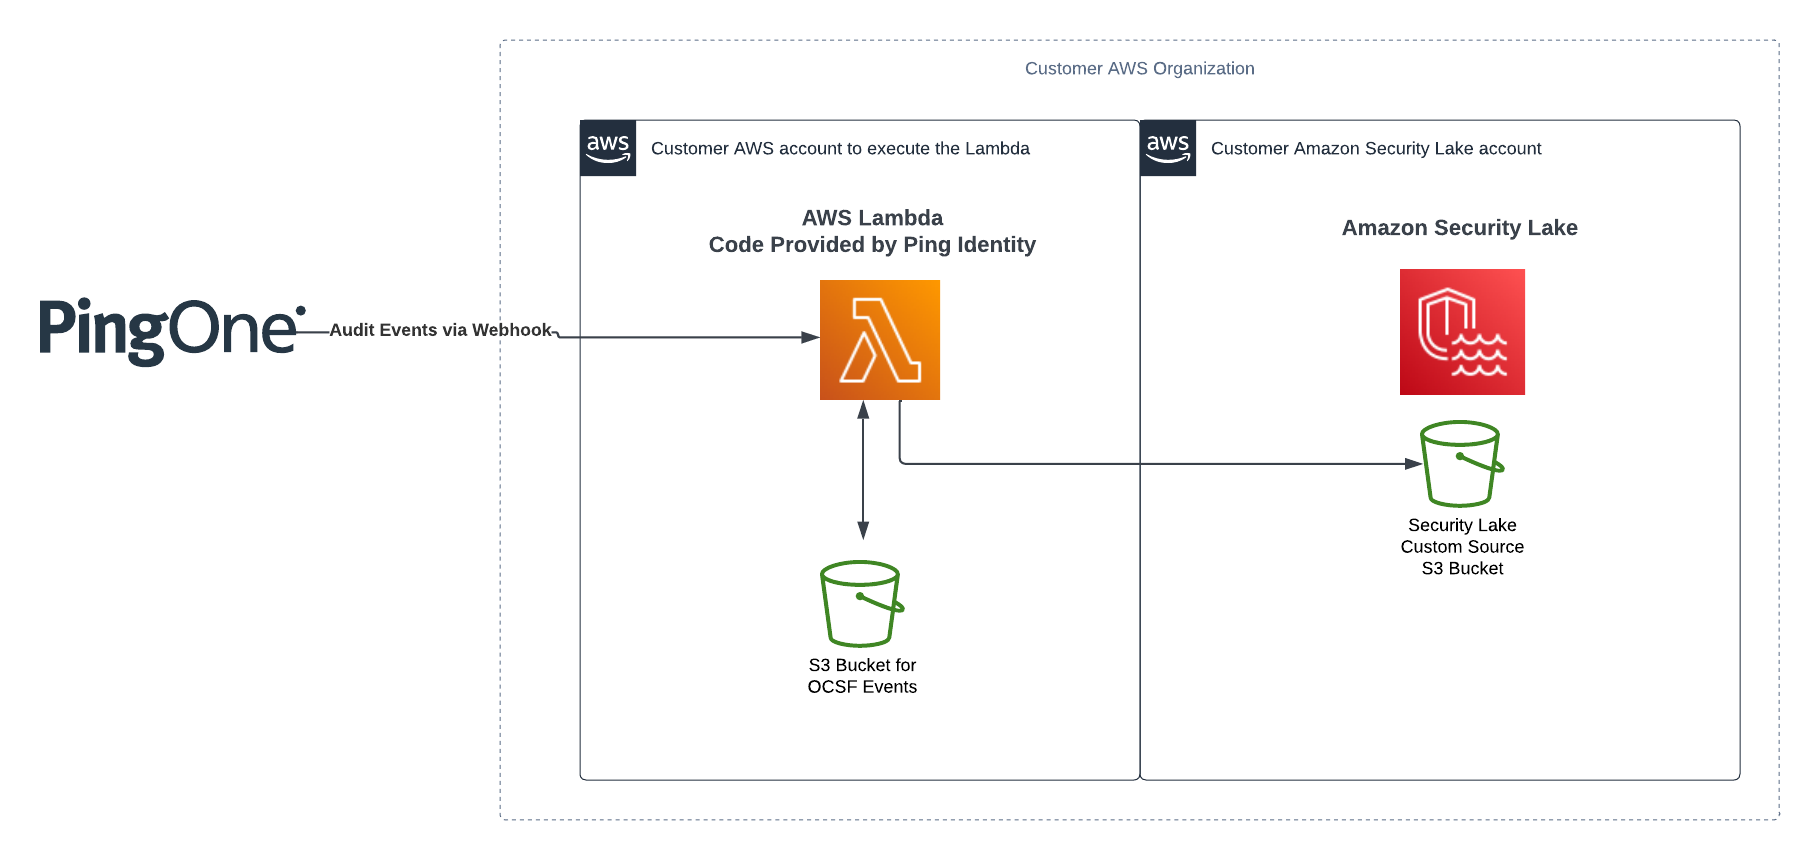 Customer AWS Organization
aws
Customer AWS account to execute the Lambda
aws
Customer Amazon Security Lake account
AWS Lambda
Code Provided by Ping Identity
Amazon Security Lake
PingOne
Audit Events via Webhook
Security Lake
Custom Source
S3 Bucket
S3 Bucket for
OCSF Events